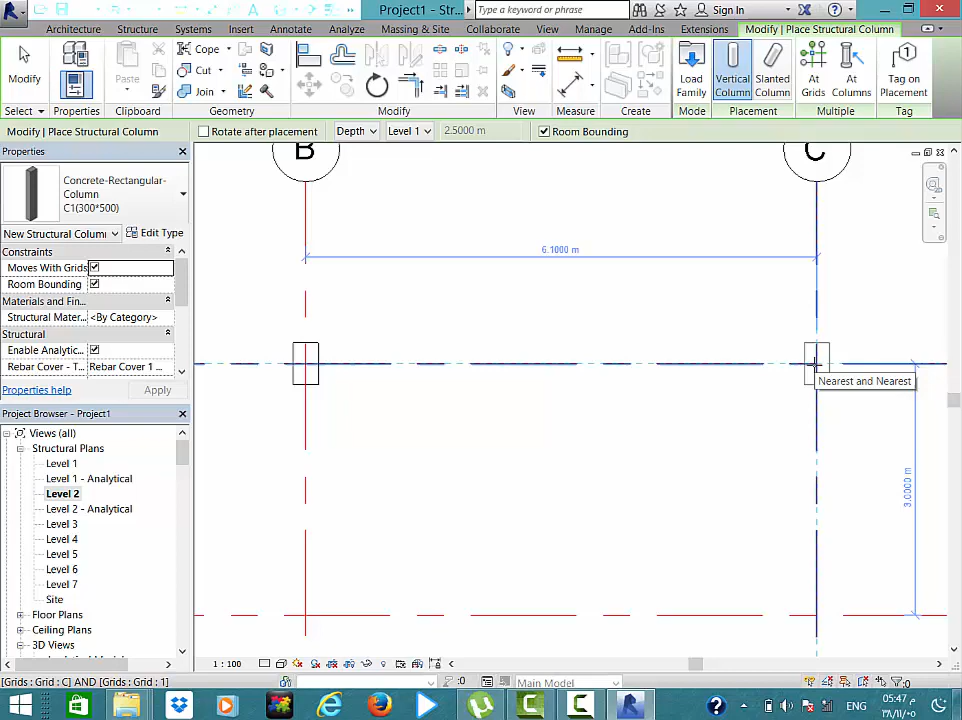 Project1 - Str...
Type a keyword or phrase
Sign In
Architecture Structure Systems Insert Annotate Analyze Massing & Site Collaborate View Manage Add-Ins Extensions Modify | Place Structural Column
Modify
Paste
Cope
Cut
Join
Load Family
Vertical Column
Slanted Column
At Grids
At Columns
Tag on Placement
Select Properties Clipboard Geometry Modify View Measure Create Mode Placement Multiple Tag
Modify | Place Structural Column
Rotate after placement
Depth
Level 1
2.5000 m
Room Bounding
Properties
Concrete-Rectangular-
Column
C1(300*500)
New Structural Colum
Edit Type
Constraints
Moves With Grids
Room Bounding
Materials and Fin...
Structural Mater... <By Category>
Structural
Enable Analytic...
Rebar Cover - T... Rebar Cover 1
Properties help
Apply
Project Browser - Project1
Views (all)
Structural Plans
Level 1
Level 1 - Analytical
Level 2
Level 2 - Analytical
Level 3
Level 4
Level 5
Level 6
Level 7
Site
Floor Plans
Ceiling Plans
3D Views
B
C
6.1000 m
Nearest and Nearest
3.0000 m
1 : 100
[Grids : Grid : C] AND [Grids : Grid : 1]
:0
Main Model
:0
ENG